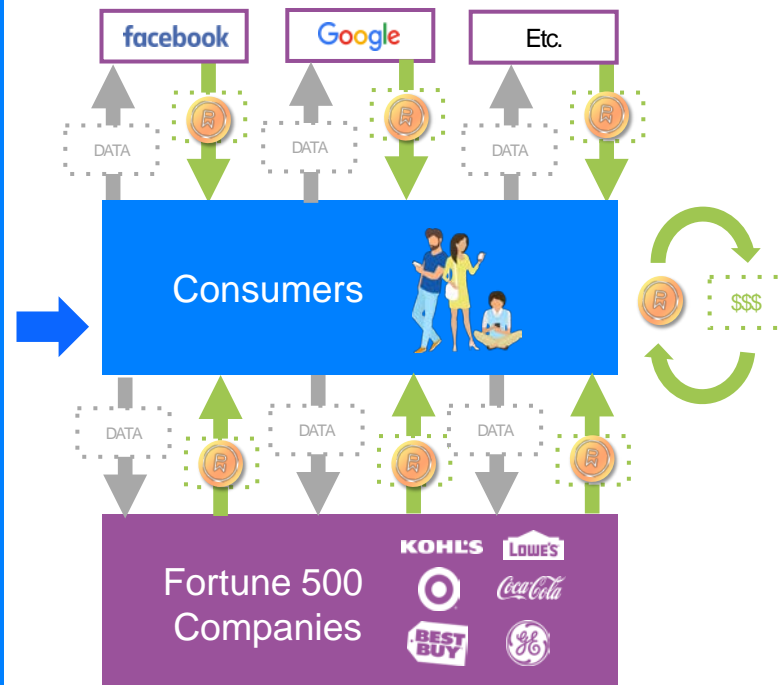 facebook
Google
Etc.
DATA
DATA
DATA
Consumers
$$$
DATA
DATA
DATA
Fortune 500
Companies
KOHL'S
LOWE'S
Coca-Cola
BEST
BUY
GE